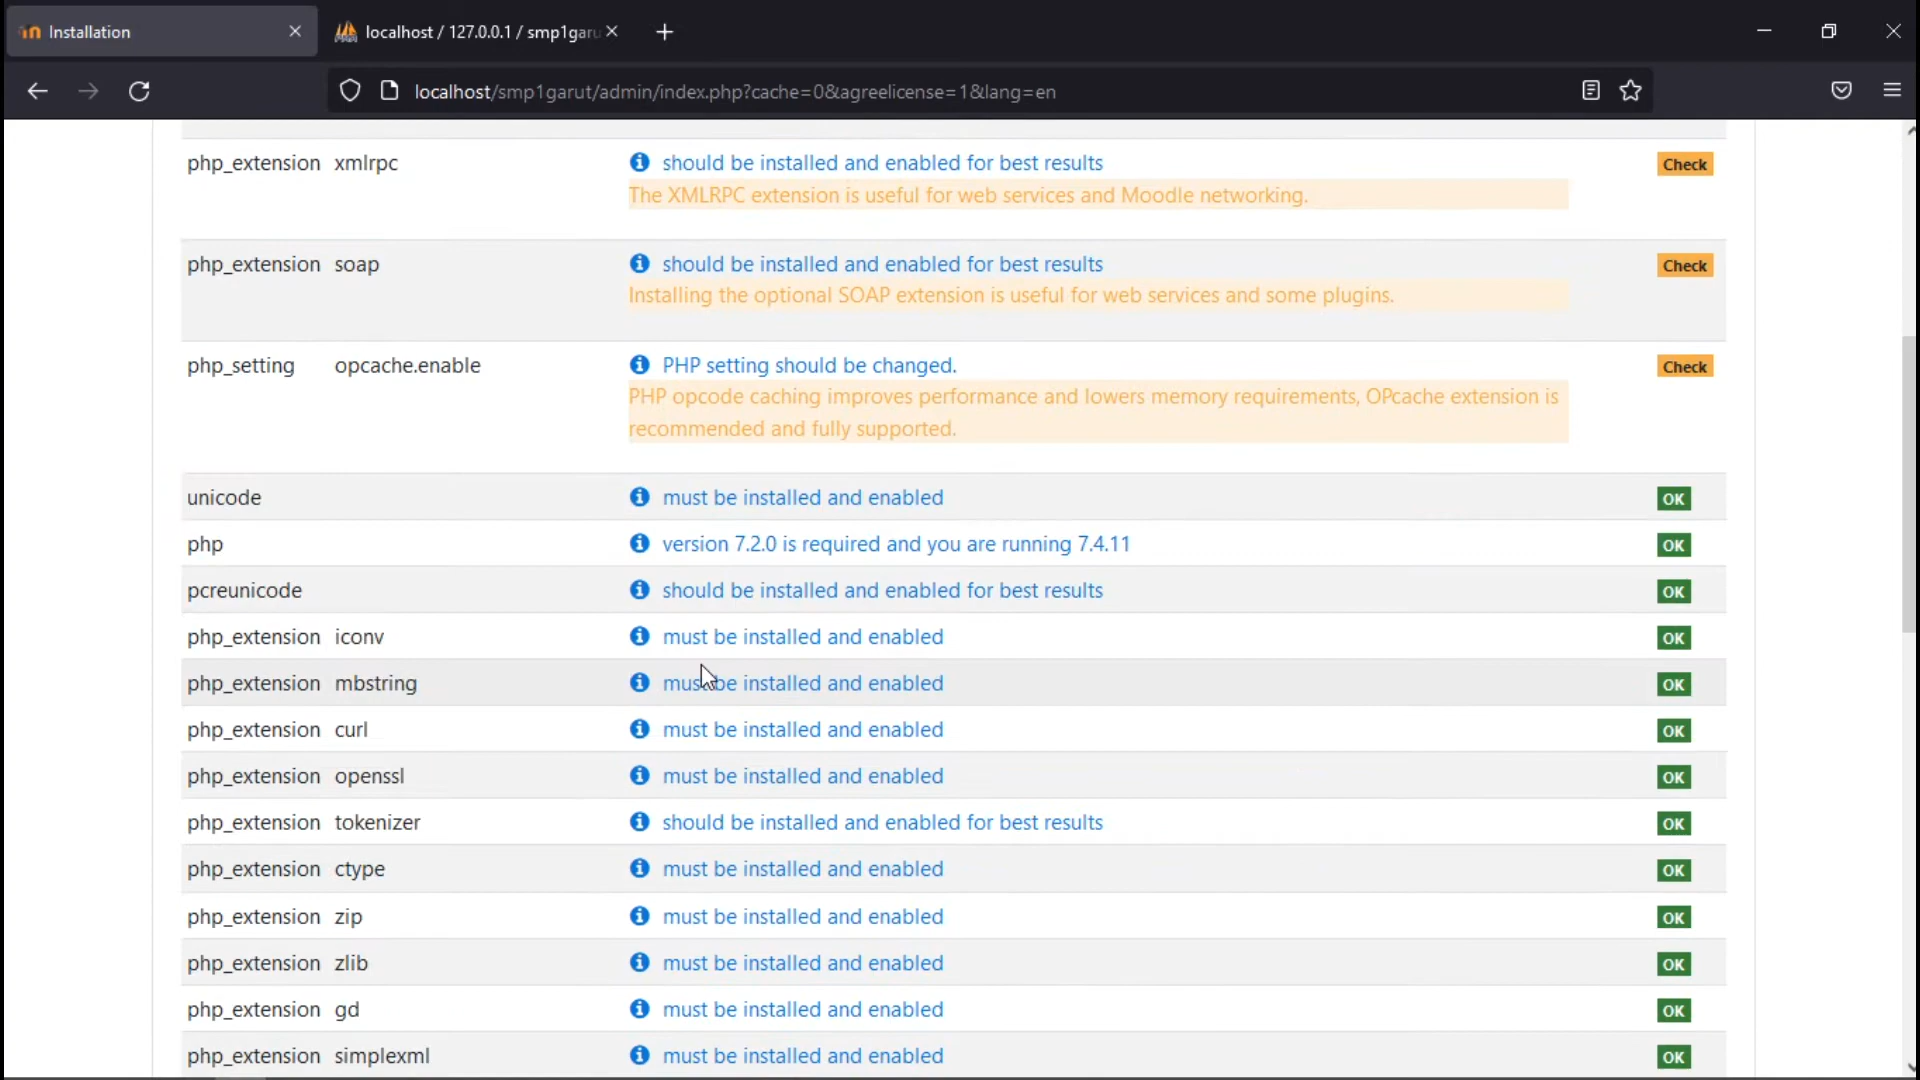 Installation
localhost / 127.0.0.1 / smp1garu
localhost/smp1garut/admin/index.php?cache=0&agreelicense=1&lang=en
php_extension xmlrpc should be installed and enabled for best results Check
The XMLRPC extension is useful for web services and Moodle networking.
php_extension soap should be installed and enabled for best results Check
Installing the optional SOAP extension is useful for web services and some plugins.
php_setting opcache.enable PHP setting should be changed. Check
PHP opcode caching improves performance and lowers memory requirements, OPcache extension is
recommended and fully supported.
unicode must be installed and enabled OK
php version 7.2.0 is required and you are running 7.4.11 OK
pcreunicode should be installed and enabled for best results OK
php_extension iconv must be installed and enabled OK
php_extension mbstring must be installed and enabled OK
php_extension curl must be installed and enabled OK
php_extension openssl must be installed and enabled OK
php_extension tokenizer should be installed and enabled for best results OK
php_extension ctype must be installed and enabled OK
php_extension zip must be installed and enabled OK
php_extension zlib must be installed and enabled OK
php_extension gd must be installed and enabled OK
php_extension simplexml must be installed and enabled OK